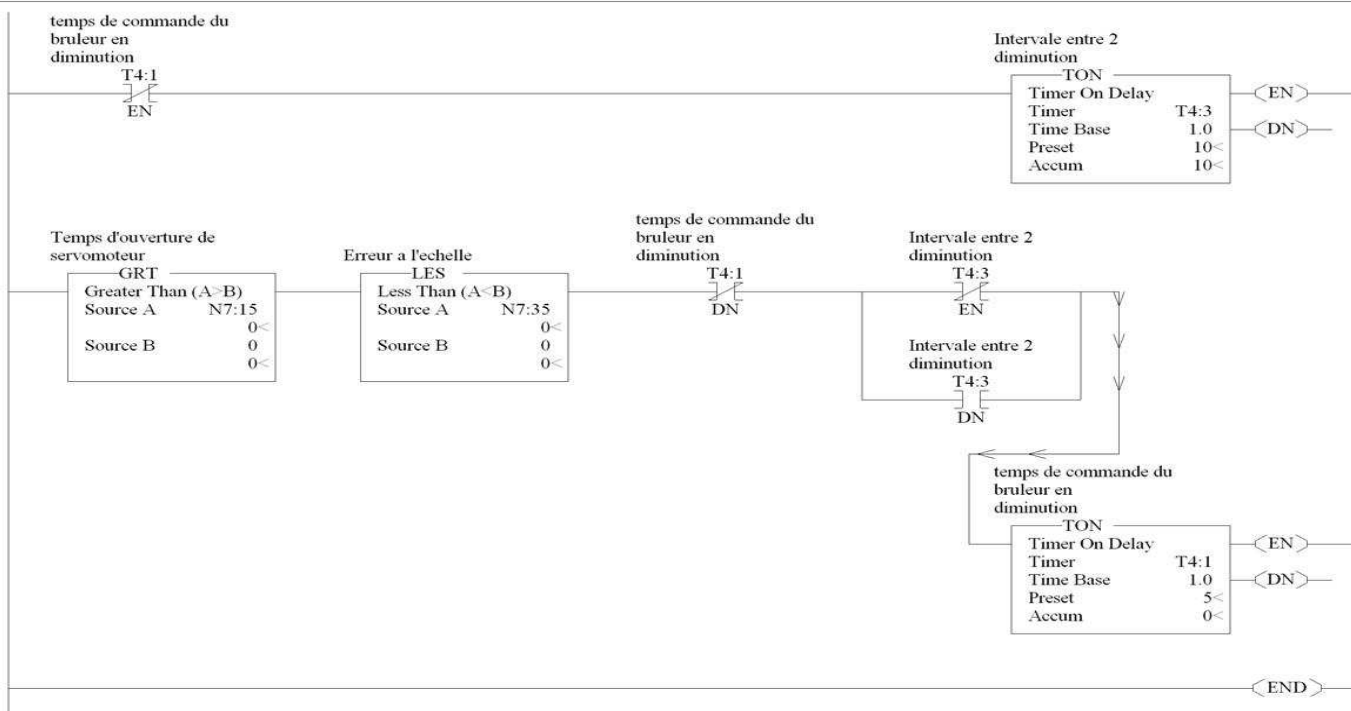 temps de commande du
bruleur en
diminution
T4:1
EN
Intervale entre 2
diminution
TON
Timer On Delay
Timer T4:3
Time Base 1.0
Preset 10<
Accum 10<
EN
DN
Temps d'ouverture de
servomoteur
GRT
Greater Than (A>B)
Source A N7:15
0<
Source B 0
0<
Erreur a l'echelle
LES
Less Than (A<B)
Source A N7:35
0<
Source B 0
0<
temps de commande du
bruleur en
diminution
T4:1
DN
Intervale entre 2
diminution
T4:3
EN
Intervale entre 2
diminution
T4:3
DN
temps de commande du
bruleur en
diminution
TON
Timer On Delay
Timer T4:1
Time Base 1.0
Preset 5<
Accum 0<
EN
DN
END